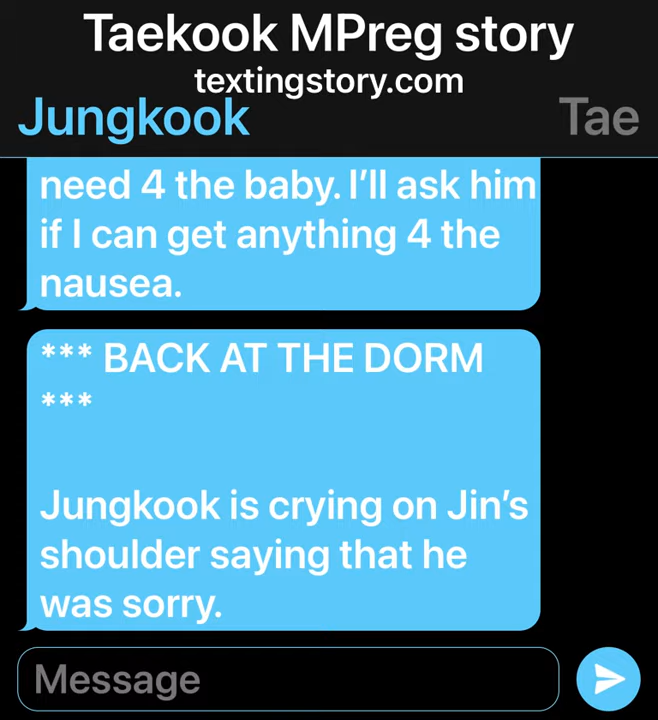 Taekook MPreg story
textingstory.com
Jungkook Tae
need 4 the baby. I’ll ask him
if I can get anything 4 the
nausea.
*** BACK AT THE DORM
***
Jungkook is crying on Jin’s
shoulder saying that he
was sorry.
Message